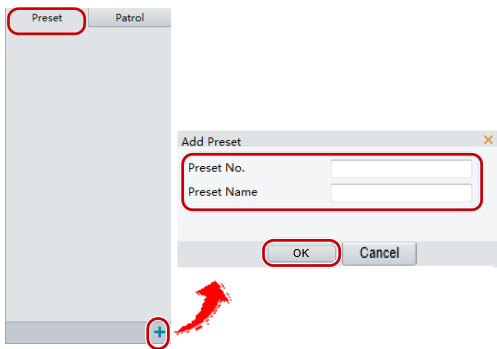 Preset Patrol
Add Preset
Preset No.
Preset Name
OK Cancel